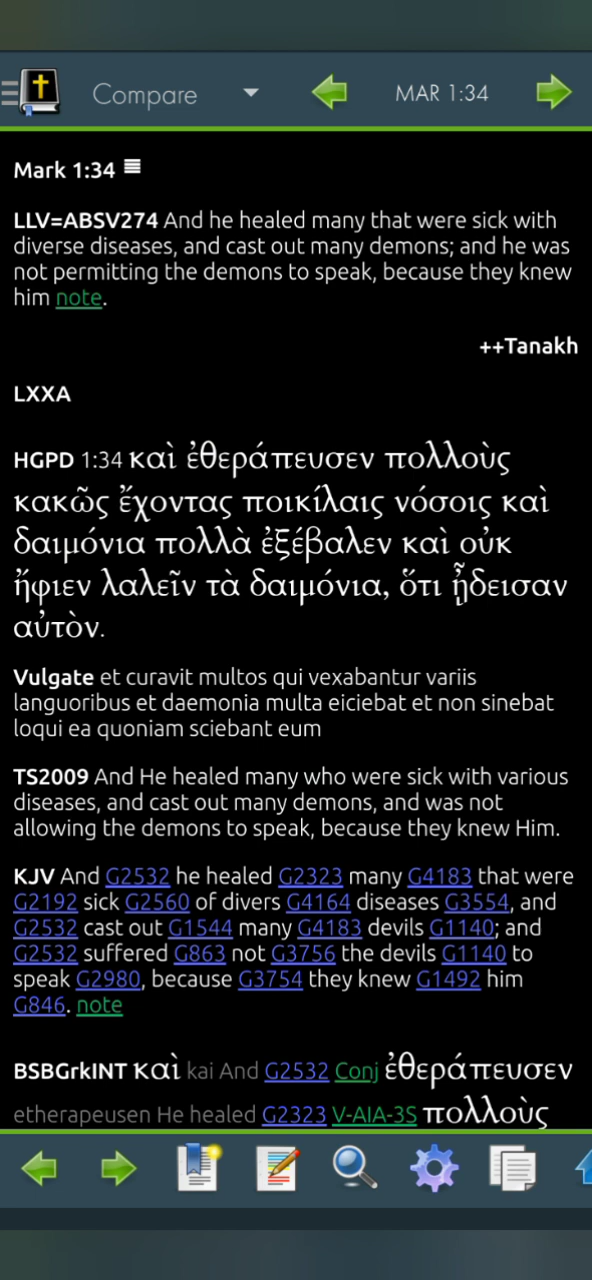 Compare
MAR 1:34
Mark 1:34
LLV=ABSV274 And he healed many that were sick with
diverse diseases, and cast out many demons; and he was
not permitting the demons to speak, because they knew
him note.
++Tanakh
LXXA
HGPD 1:34 καὶ ἐθεράπευσεν πολλοὺς
κακῶς ἔχοντας ποικίλαις νόσοις καὶ
δαιμόνια πολλὰ ἐξέβαλεν καὶ οὐκ
ἤφιεν λαλεῖν τὰ δαιμόνια, ὅτι ᾔδεισαν
αὐτὸν.
Vulgate et curavit multos qui vexabantur variis
languoribus et daemonia multa eiciebat et non sinebat
loqui ea quoniam sciebant eum
TS2009 And He healed many who were sick with various
diseases, and cast out many demons, and was not
allowing the demons to speak, because they knew Him.
KJV And G2532 he healed G2323 many G4183 that were
G2192 sick G2560 of divers G4164 diseases G3554, and
G2532 cast out G1544 many G4183 devils G1140; and
G2532 suffered G863 not G3756 the devils G1140 to
speak G2980, because G3754 they knew G1492 him
G846. note
BSBGrkINT καὶ kai And G2532 Conj ἐθεράπευσεν
etherapeusen He healed G2323 V-AIA-3S πολλοὺς